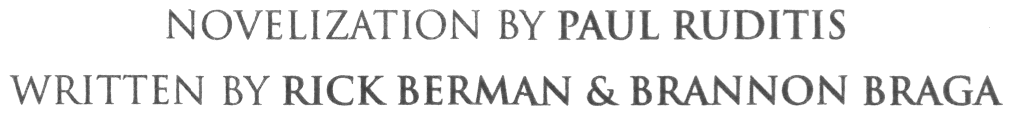 NOVELIZATION BY PAUL RUDITIS
WRITTEN BY RICK BERMAN & BRANNON BRAGA